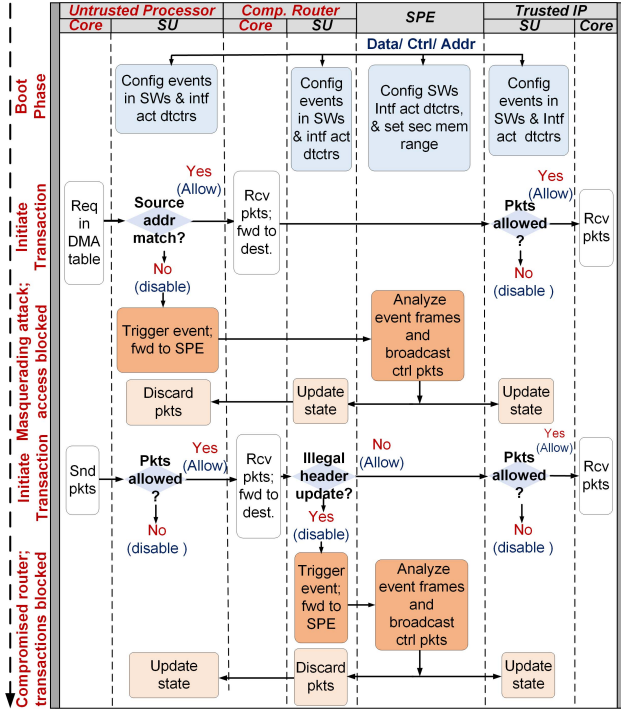 Untrusted Processor
Comp. Router
SPE
Trusted IP
Core
SU
Core
SU
SU
Core
Boot
Phase
Data/ Ctrl/ Addr
Config events
in SWs & intf
act dtctrs
Config
events in
SWs &
intf act
dtctrs
Config SWs
Intf act dtctrs,
& set sec mem
range
Config
events in
SWs & Intf
act dtctrs
Initiate
Transaction
Req
in
DMA
table
Source
addr
match?
Yes
(Allow)
No
(disable)
Rcv
pkts;
fwd to
dest.
Pkts
allowed
?
Yes
(Allow)
No
(disable )
Rcv
pkts
Masquerading attack;
access blocked
Trigger event;
fwd to SPE
Analyze
event frames
and
broadcast
ctrl pkts
Discard
pkts
Update
state
Update
state
Initiate
Transaction
Snd
pkts
Pkts
allowed
?
Yes
(Allow)
No
(disable )
Rcv
pkts;
fwd to
dest.
Illegal
header
update?
No
(Allow)
Yes
(disable)
Pkts
allowed
?
Yes
(Allow)
No
(disable )
Rcv
pkts
Compromised router;
transactions blocked
Trigger
event;
fwd to
SPE
Analyze
event frames
and
broadcast
ctrl pkts
Update
state
Discard
pkts
Update
state